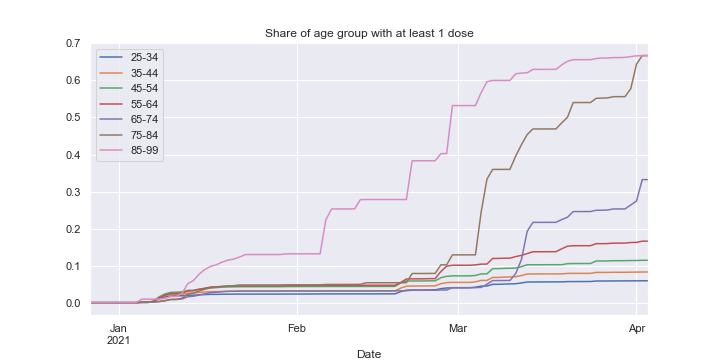 Share of age group with at least 1 dose
0.7
0.6
0.5
0.4
0.3
0.2
0.1
0.0
25-34
35-44
45-54
55-64
65-74
75-84
85-99
Jan
2021
Feb
Mar
Apr
Date